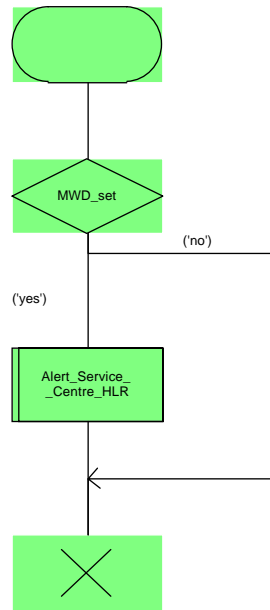 MWD_set
('no')
('yes')
Alert_Service_
_Centre_HLR